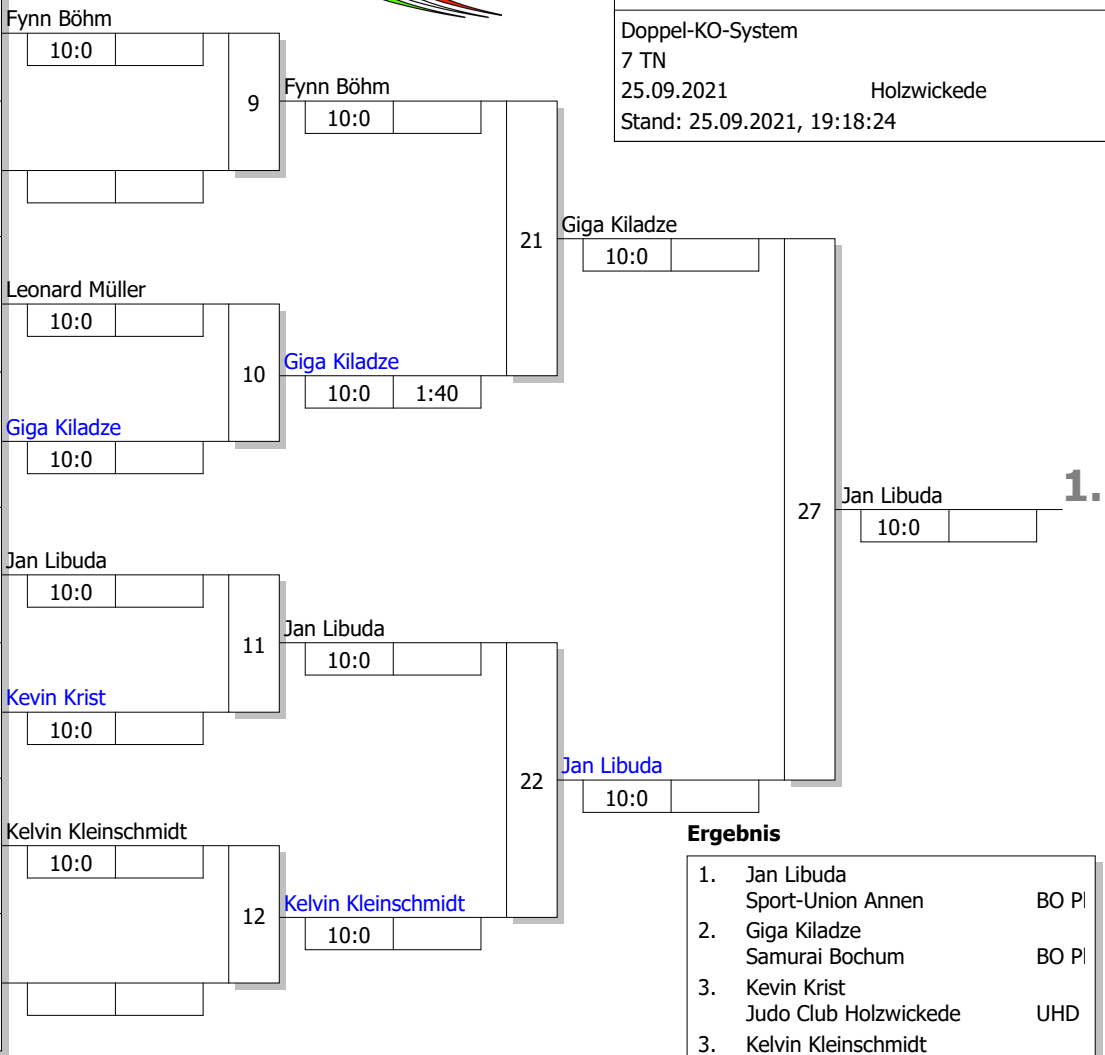 Fynn Böhm
10:0
Doppel-KO-System
7 TN
25.09.2021 Holzwickede
Stand: 25.09.2021, 19:18:24
9
Fynn Böhm
10:0
21
Giga Kiladze
10:0
Leonard Müller
10:0
10
Giga Kiladze
10:0 1:40
Giga Kiladze
10:0
27
Jan Libuda
10:0
1.
Jan Libuda
10:0
11
Jan Libuda
10:0
Kevin Krist
10:0
22
Jan Libuda
10:0
Kelvin Kleinschmidt
10:0
12
Kelvin Kleinschmidt
10:0
Ergebnis
1. Jan Libuda
Sport-Union Annen BO
2. Giga Kiladze
Samurai Bochum BO
3. Kevin Krist
Judo Club Holzwickede UHD
3. Kelvin Kleinschmidt